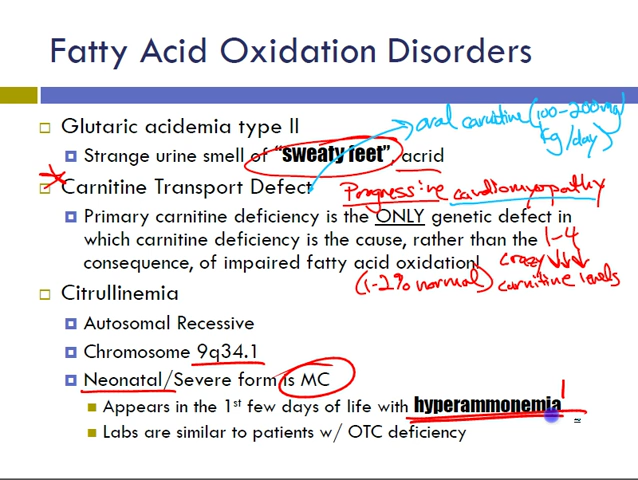 Fatty Acid Oxidation Disorders
Glutaric acidemia type II
oral carnitine (100-200mg/
kg/day)
Strange urine smell of "sweaty feet", acrid
Carnitine Transport Defect
Progressive cardiomyopathy
Primary carnitine deficiency is the ONLY genetic defect in
which carnitine deficiency is the cause, rather than the
1-4
consequence, of impaired fatty acid oxidation!
crazy ↓↓↓
carnitine levels
(1-2% normal)
Citrullinemia
Autosomal Recessive
Chromosome 9q34.1
Neonatal/Severe form is MC
Appears in the 1st few days of life with hyperammonemia
Labs are similar to patients w/ OTC deficiency